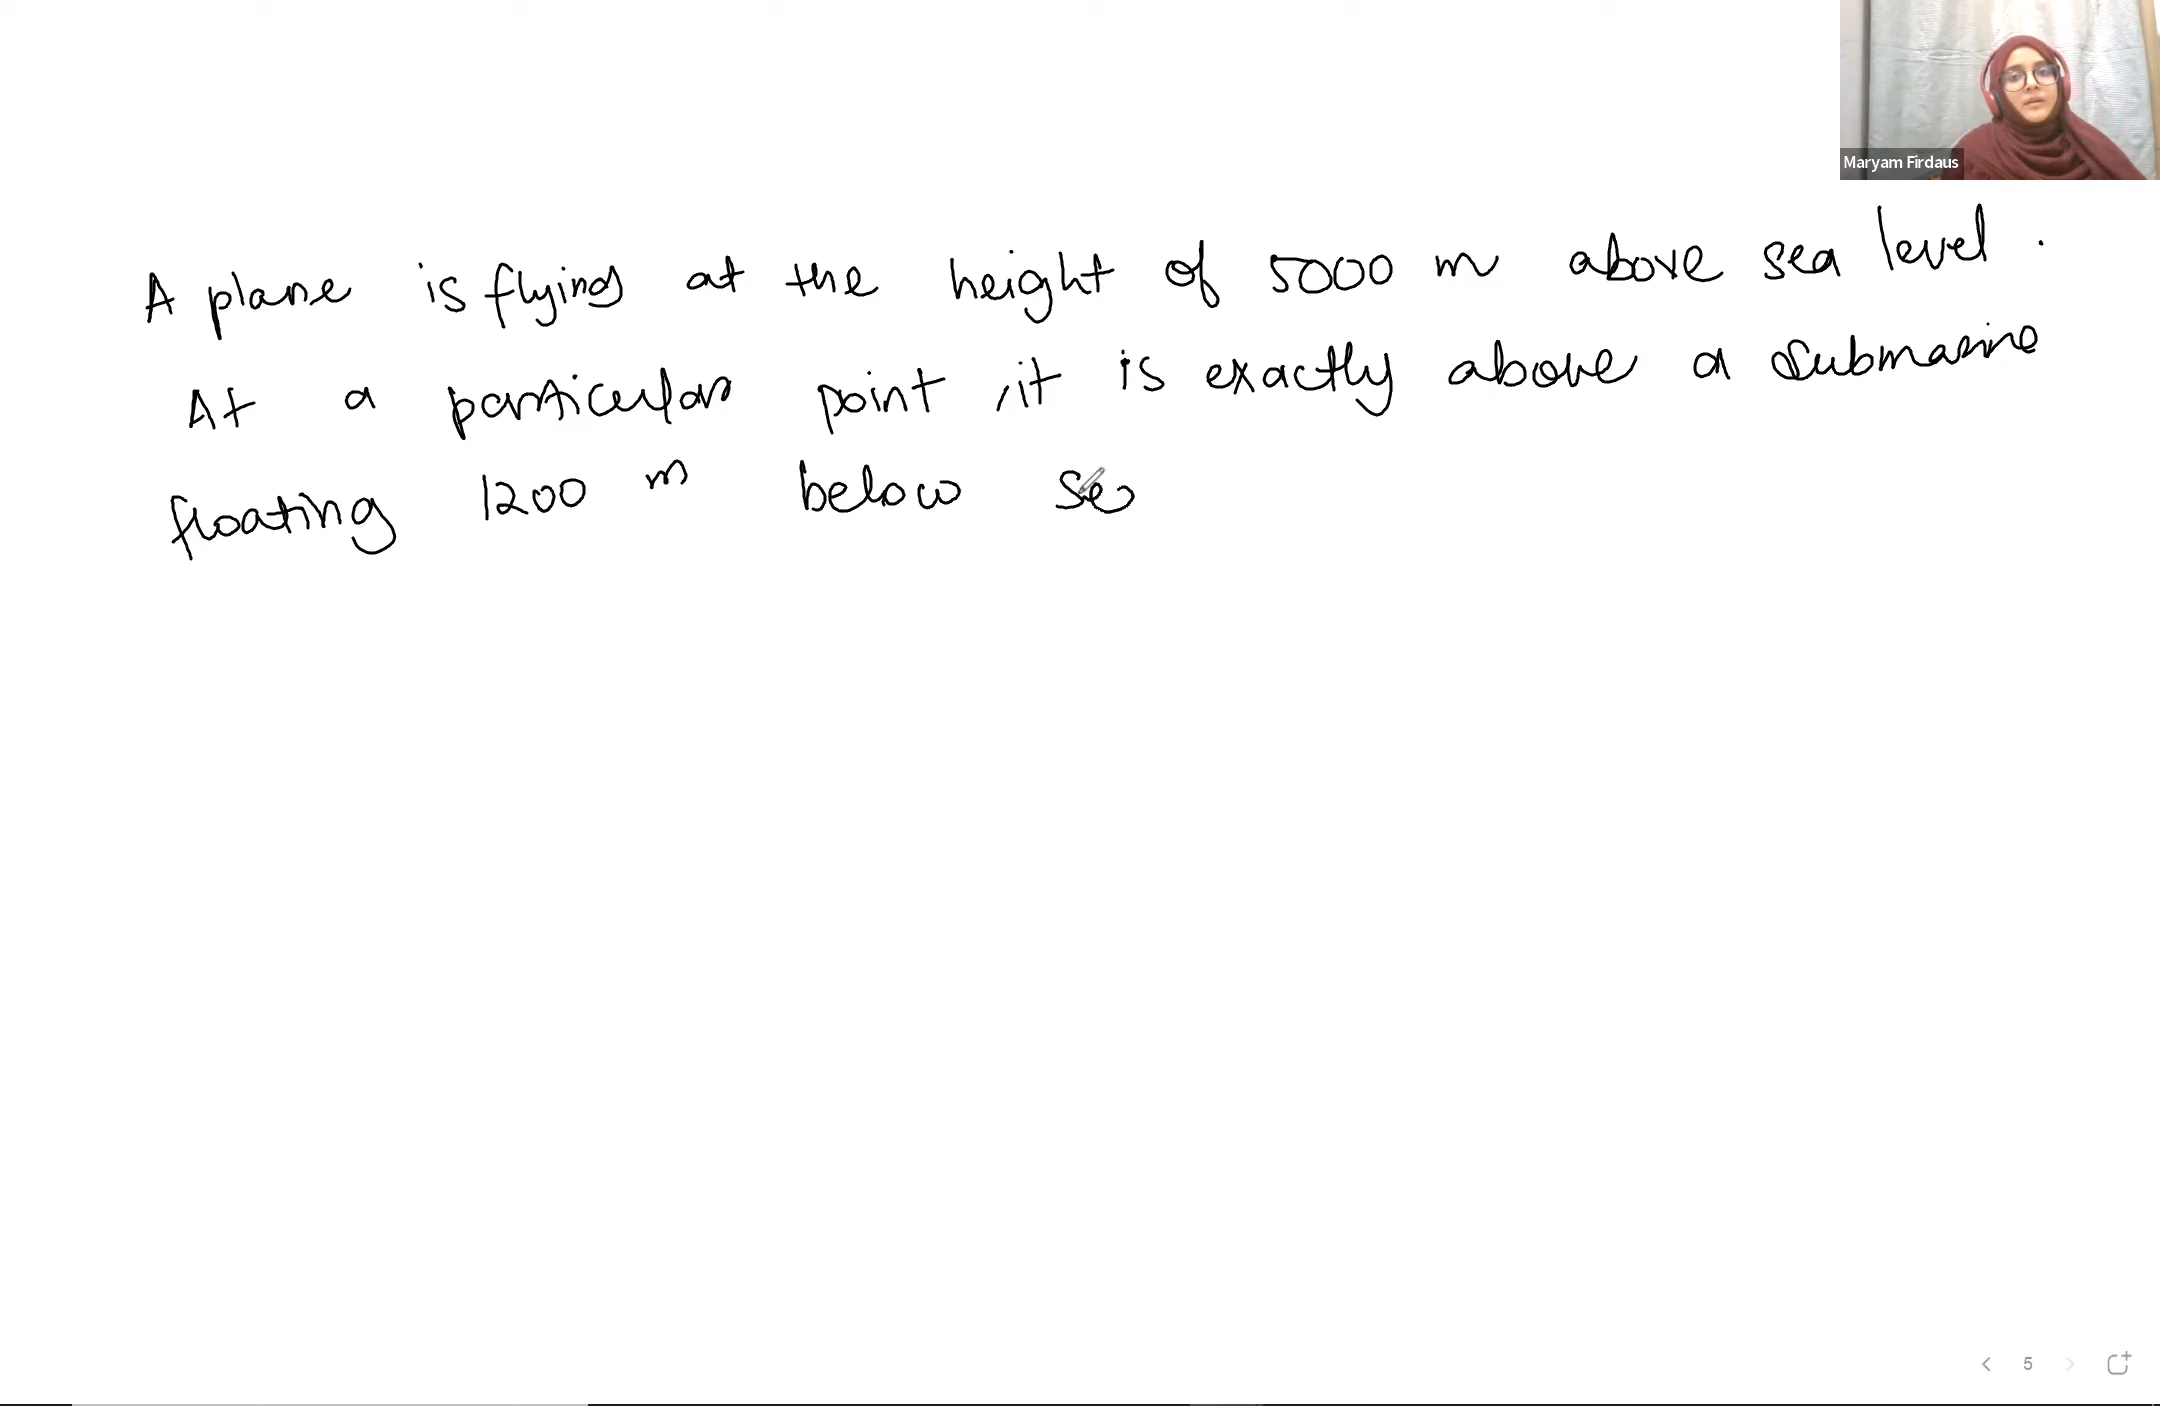 Maryam Firdaus
A plane is flying at the height of 5000 m above sea level.
At a particular point, it is exactly above a submarine
floating 1200 m below se
5